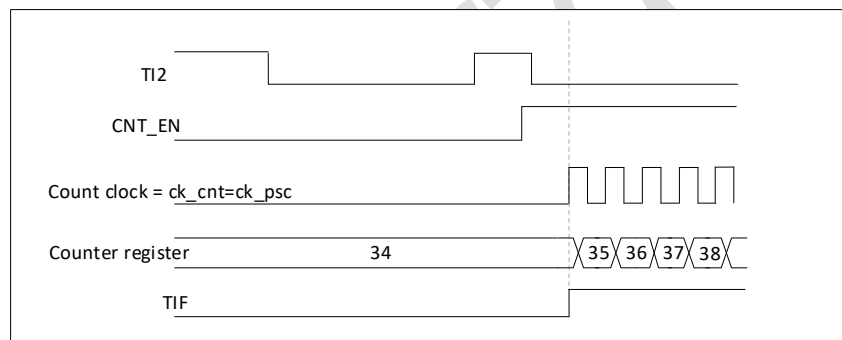 TI2
CNT_EN
Count clock = ck_cnt=ck_psc
Counter register 34 35 36 37 38
TIF